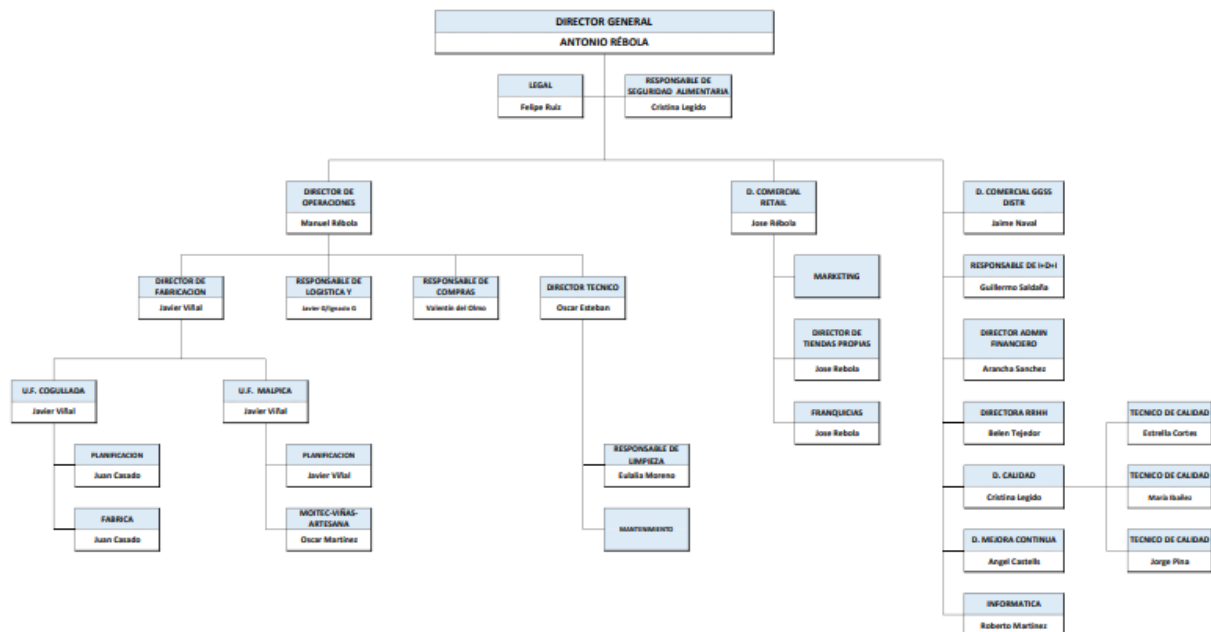 DIRECTOR GENERAL
ANTONIO RÉBOLA
LEGAL
Felipe Ruiz
RESPONSABLE DE
SEGURIDAD ALIMENTARIA
Cristina Legido
DIRECTOR DE
OPERACIONES
Manuel Rébola
D. COMERCIAL
RETAIL
Jose Rébola
D. COMERCIAL GGSS
DISTR
Jaime Naval
DIRECTOR DE
FABRICACION
Javier Viñal
RESPONSABLE DE
LOGISTICA Y
Javier G/Ignacio G
RESPONSABLE DE
COMPRAS
Valentín del Olmo
DIRECTOR TECNICO
Oscar Esteban
MARKETING
RESPONSABLE DE I+D+I
Guillermo Saldaña
DIRECTOR DE
TIENDAS PROPIAS
Jose Rebola
DIRECTOR ADMIN
FINANCIERO
Arancha Sanchez
U.F. COGULLADA
Javier Viñal
U.F. MALPICA
Javier Viñal
FRANQUICIAS
Jose Rebola
DIRECTORA RRHH
Belen Tejedor
TECNICO DE CALIDAD
Estrella Cortes
PLANIFICACION
Juan Casado
PLANIFICACION
Javier Viñal
RESPONSABLE DE
LIMPIEZA
Eulalia Moreno
D. CALIDAD
Cristina Legido
TECNICO DE CALIDAD
María Ibañez
FABRICA
Juan Casado
MOITEC-VIÑAS-
ARTESANA
Oscar Martínez
MANTENIMIENTO
D. MEJORA CONTINUA
Angel Castells
TECNICO DE CALIDAD
Jorge Pina
INFORMATICA
Roberto Martínez